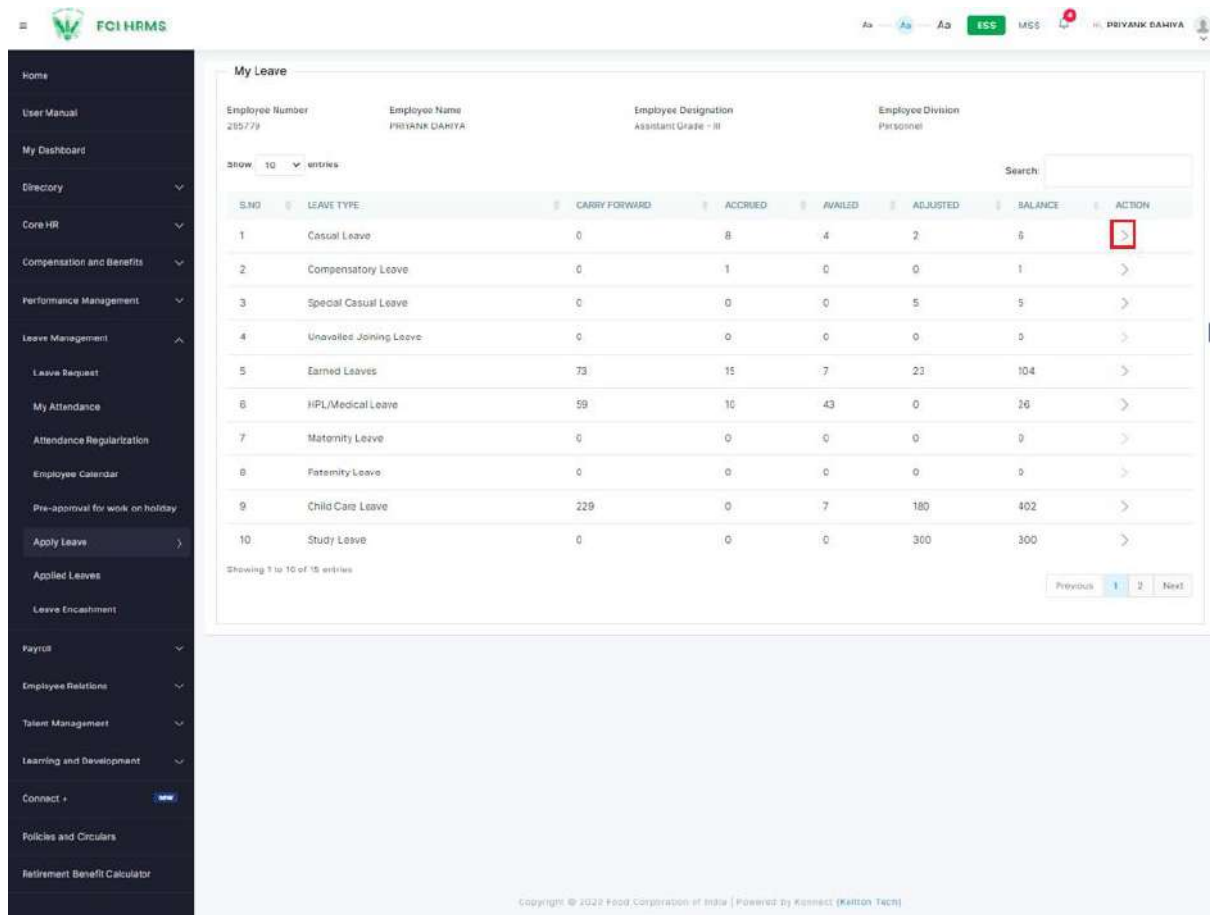 FCI HRMS
Aa Aa Aa ESS MSS Hi, PRIYANK DAHIYA
Home
User Manual
My Dashboard
Directory
Core HR
Compensation and Benefits
Performance Management
Leave Management
Leave Request
My Attendance
Attendance Regularization
Employee Calendar
Pre-approval for work on holiday
Apply Leave
Applied Leaves
Leave Encashment
Payroll
Employee Relations
Talent Management
Learning and Development
Connect + NEW
Policies and Circulars
Retirement Benefit Calculator
My Leave
Employee Number Employee Name Employee Designation Employee Division
PRIYANK DAHIYA Assistant Grade - III Personnel
Show 10 entries
Search:
S.NO LEAVE TYPE CARRY FORWARD ACCRUED AVAILED ADJUSTED BALANCE ACTION
1 Casual Leave 0 8 4 2 6
2 Compensatory Leave 0 1 0 0 1
3 Special Casual Leave 0 0 0 5 5
4 Unavailed Joining Leave 0 0 0 0 0
5 Earned Leaves 73 15 7 23 104
6 HPL/Medical Leave 59 10 43 0 26
7 Maternity Leave 0 0 0 0 0
8 Paternity Leave 0 0 0 0 0
9 Child Care Leave 229 0 7 180 402
10 Study Leave 0 0 0 300 300
Showing 1 to 10 of 15 entries
Previous 1 2 Next
Copyright © Food Corporation of India | Powered by Konnect (Kellton Tech)